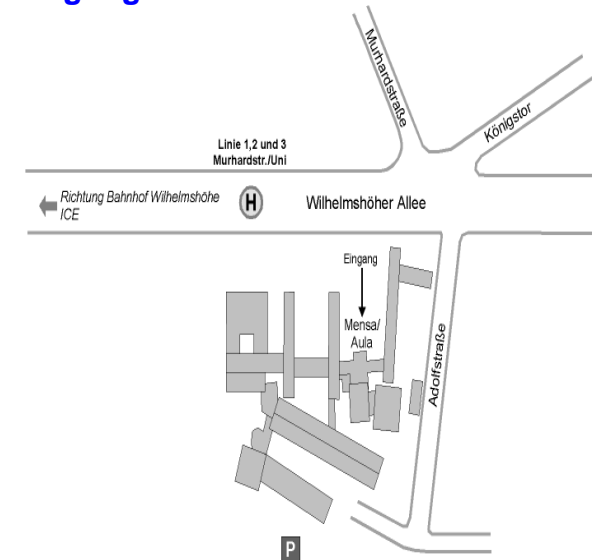 Murhardstraße
Königstor
Linie 1,2 und 3
Murhardstr./Uni
Richtung Bahnhof Wilhelmshöhe
ICE
H
Wilhelmshöher Allee
Eingang
Mensa/
Aula
Adolfstraße
P